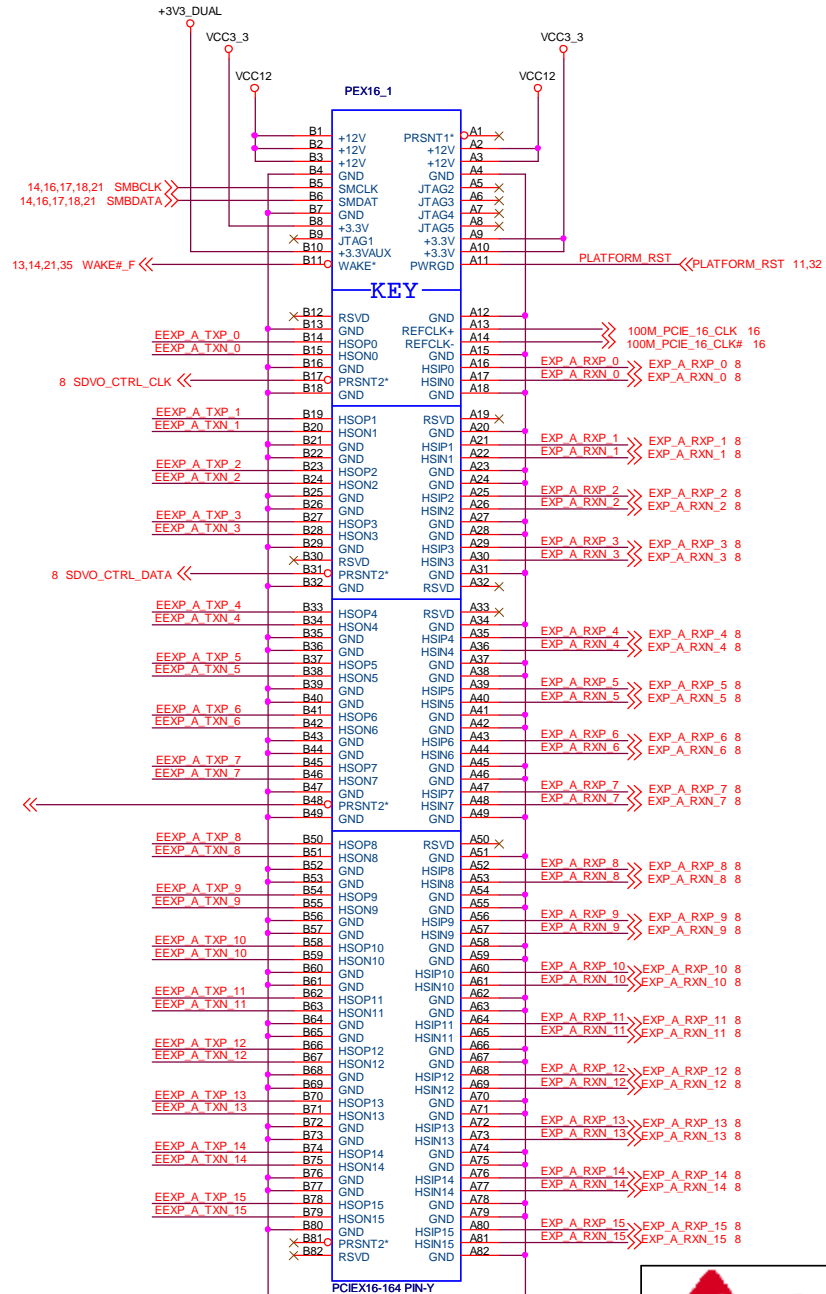 +3V3_DUAL
VCC3_3 VCC3_3
VCC12 VCC12
PEX16_1
B1 +12V PRSNT1* A1
B2 +12V +12V A2
B3 +12V +12V A3
B4 GND GND A4
14,16,17,18,21 SMBCLK B5 SMCLK JTAG2 A5
14,16,17,18,21 SMBDATA B6 SMDAT JTAG3 A6
B7 GND JTAG4 A7
B8 +3.3V JTAG5 A8
B9 JTAG1 +3.3V A9
B10 +3.3VAUX +3.3V A10
13,14,21,35 WAKE#_F B11 WAKE* PWRGD A11 PLATFORM_RST PLATFORM_RST 11,32
KEY
B12 RSVD GND A12
B13 GND REFCLK+ A13 100M_PCIE_16_CLK 16
EEXP_A_TXP_0 B14 HSOP0 REFCLK- A14 100M_PCIE_16_CLK# 16
EEXP_A_TXN_0 B15 HSON0 GND A15
B16 GND HSIP0 A16 EXP_A_RXP_0 EXP_A_RXP_0 8
8 SDVO_CTRL_CLK B17 PRSNT2* HSIN0 A17 EXP_A_RXN_0 EXP_A_RXN_0 8
B18 GND GND A18
EEXP_A_TXP_1 B19 HSOP1 RSVD A19
EEXP_A_TXN_1 B20 HSON1 GND A20
B21 GND HSIP1 A21 EXP_A_RXP_1 EXP_A_RXP_1 8
B22 GND HSIN1 A22 EXP_A_RXN_1 EXP_A_RXN_1 8
EEXP_A_TXP_2 B23 HSOP2 GND A23
EEXP_A_TXN_2 B24 HSON2 GND A24
B25 GND HSIP2 A25 EXP_A_RXP_2 EXP_A_RXP_2 8
B26 GND HSIN2 A26 EXP_A_RXN_2 EXP_A_RXN_2 8
EEXP_A_TXP_3 B27 HSOP3 GND A27
EEXP_A_TXN_3 B28 HSON3 GND A28
B29 GND HSIP3 A29 EXP_A_RXP_3 EXP_A_RXP_3 8
B30 RSVD HSIN3 A30 EXP_A_RXN_3 EXP_A_RXN_3 8
8 SDVO_CTRL_DATA B31 PRSNT2* GND A31
B32 GND RSVD A32
EEXP_A_TXP_4 B33 HSOP4 RSVD A33
EEXP_A_TXN_4 B34 HSON4 GND A34
B35 GND HSIP4 A35 EXP_A_RXP_4 EXP_A_RXP_4 8
B36 GND HSIN4 A36 EXP_A_RXN_4 EXP_A_RXN_4 8
EEXP_A_TXP_5 B37 HSOP5 GND A37
EEXP_A_TXN_5 B38 HSON5 GND A38
B39 GND HSIP5 A39 EXP_A_RXP_5 EXP_A_RXP_5 8
B40 GND HSIN5 A40 EXP_A_RXN_5 EXP_A_RXN_5 8
EEXP_A_TXP_6 B41 HSOP6 GND A41
EEXP_A_TXN_6 B42 HSON6 GND A42
B43 GND HSIP6 A43 EXP_A_RXP_6 EXP_A_RXP_6 8
B44 GND HSIN6 A44 EXP_A_RXN_6 EXP_A_RXN_6 8
EEXP_A_TXP_7 B45 HSOP7 GND A45
EEXP_A_TXN_7 B46 HSON7 GND A46
B47 GND HSIP7 A47 EXP_A_RXP_7 EXP_A_RXP_7 8
B48 PRSNT2* HSIN7 A48 EXP_A_RXN_7 EXP_A_RXN_7 8
B49 GND GND A49
EEXP_A_TXP_8 B50 HSOP8 RSVD A50
EEXP_A_TXN_8 B51 HSON8 GND A51
B52 GND HSIP8 A52 EXP_A_RXP_8 EXP_A_RXP_8 8
B53 GND HSIN8 A53 EXP_A_RXN_8 EXP_A_RXN_8 8
EEXP_A_TXP_9 B54 HSOP9 GND A54
EEXP_A_TXN_9 B55 HSON9 GND A55
B56 GND HSIP9 A56 EXP_A_RXP_9 EXP_A_RXP_9 8
B57 GND HSIN9 A57 EXP_A_RXN_9 EXP_A_RXN_9 8
EEXP_A_TXP_10 B58 HSOP10 GND A58
EEXP_A_TXN_10 B59 HSON10 GND A59
B60 GND HSIP10 A60 EXP_A_RXP_10 EXP_A_RXP_10 8
B61 GND HSIN10 A61 EXP_A_RXN_10 EXP_A_RXN_10 8
EEXP_A_TXP_11 B62 HSOP11 GND A62
EEXP_A_TXN_11 B63 HSON11 GND A63
B64 GND HSIP11 A64 EXP_A_RXP_11 EXP_A_RXP_11 8
B65 GND HSIN11 A65 EXP_A_RXN_11 EXP_A_RXN_11 8
EEXP_A_TXP_12 B66 HSOP12 GND A66
EEXP_A_TXN_12 B67 HSON12 GND A67
B68 GND HSIP12 A68 EXP_A_RXP_12 EXP_A_RXP_12 8
B69 GND HSIN12 A69 EXP_A_RXN_12 EXP_A_RXN_12 8
EEXP_A_TXP_13 B70 HSOP13 GND A70
EEXP_A_TXN_13 B71 HSON13 GND A71
B72 GND HSIP13 A72 EXP_A_RXP_13 EXP_A_RXP_13 8
B73 GND HSIN13 A73 EXP_A_RXN_13 EXP_A_RXN_13 8
EEXP_A_TXP_14 B74 HSOP14 GND A74
EEXP_A_TXN_14 B75 HSON14 GND A75
B76 GND HSIP14 A76 EXP_A_RXP_14 EXP_A_RXP_14 8
B77 GND HSIN14 A77 EXP_A_RXN_14 EXP_A_RXN_14 8
EEXP_A_TXP_15 B78 HSOP15 GND A78
EEXP_A_TXN_15 B79 HSON15 GND A79
B80 GND HSIP15 A80 EXP_A_RXP_15 EXP_A_RXP_15 8
B81 PRSNT2* HSIN15 A81 EXP_A_RXN_15 EXP_A_RXN_15 8
B82 RSVD GND A82
PCIEX16-164 PIN-Y